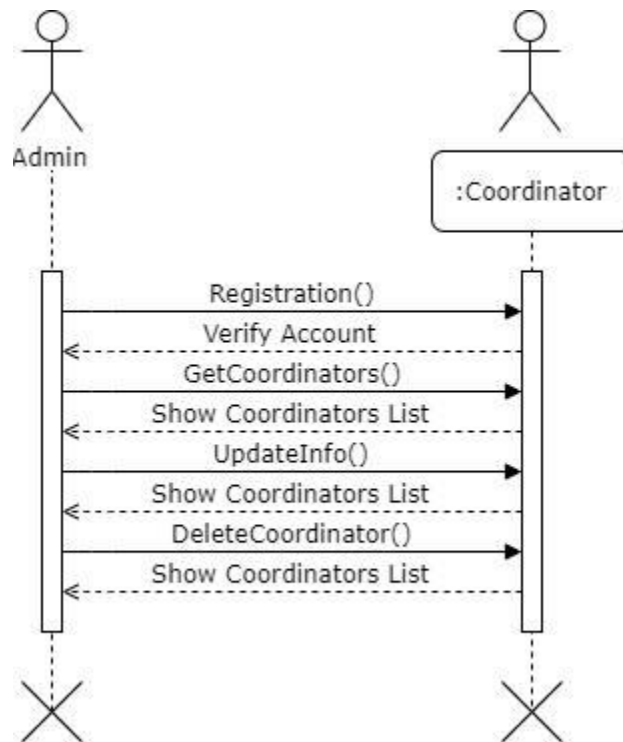 Admin
:Coordinator
Registration()
Verify Account
GetCoordinators()
Show Coordinators List
UpdateInfo()
Show Coordinators List
DeleteCoordinator()
Show Coordinators List